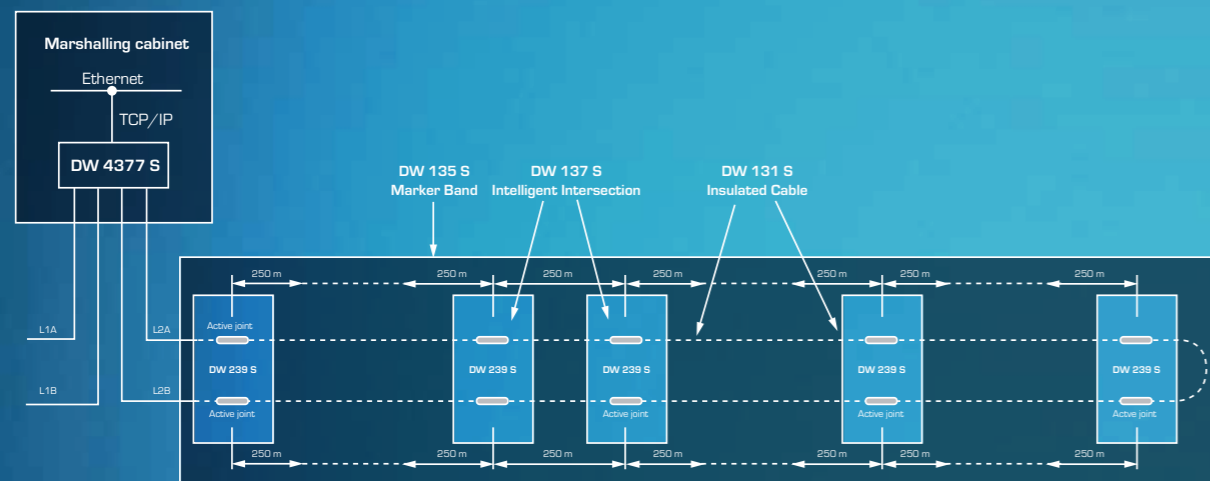 Marshalling cabinet
Ethernet
TCP/IP
DW 4377 S
DW 135 S
Marker Band
DW 137 S
Intelligent Intersection
DW 131 S
Insulated Cable
250 m 250 m 250 m 250 m 250 m 250 m 250 m
L1A L2A
Active joint
DW 239 S DW 239 S DW 239 S DW 239 S DW 239 S
L1B L2B
Active joint Active joint Active joint Active joint
250 m 250 m 250 m 250 m 250 m 250 m 250 m